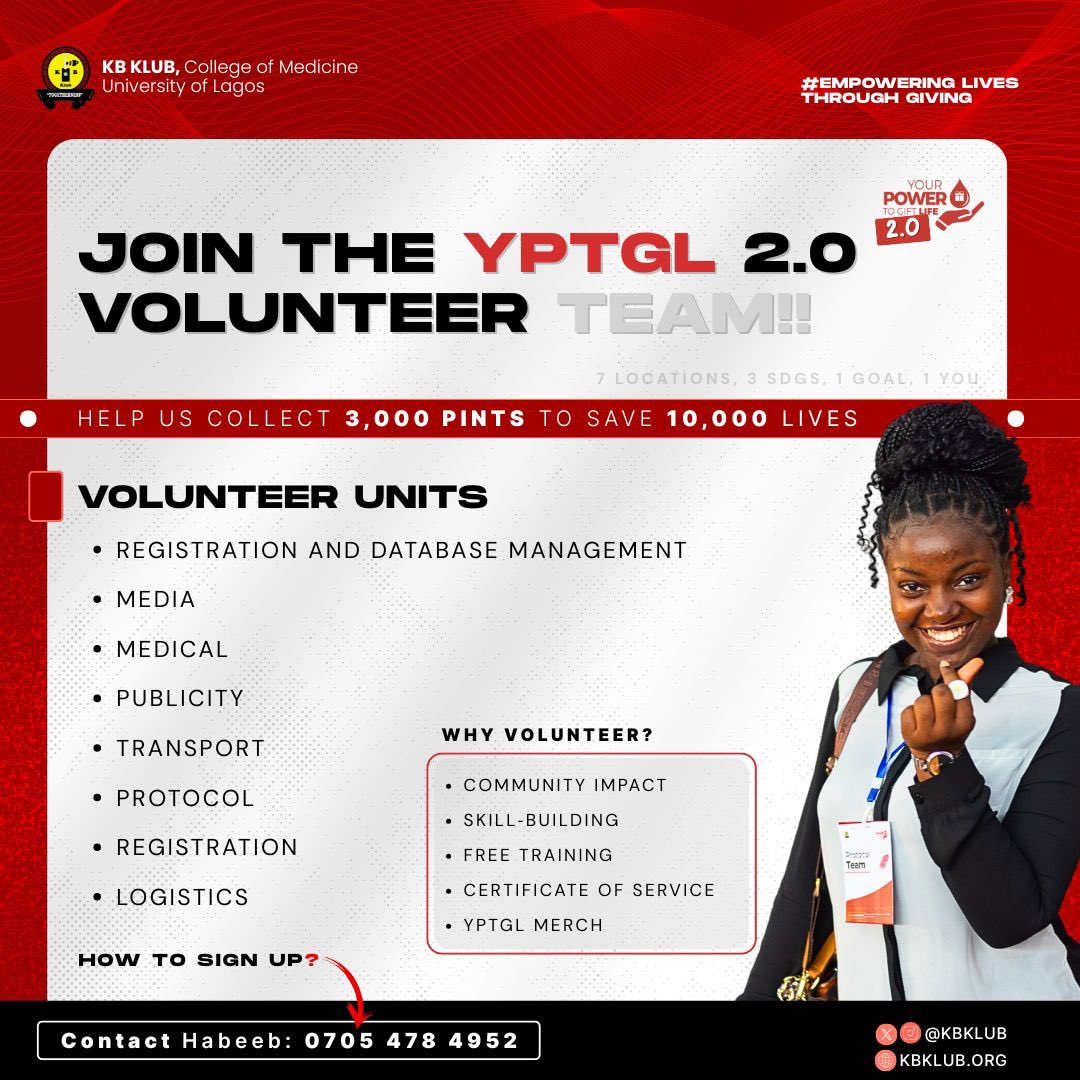 KB KLUB, College of Medicine
University of Lagos
"TOGETHERNESS"
#EMPOWERING LIVES
THROUGH GIVING
YOUR
POWER
TO GIFT LIFE
2.0
JOIN THE YPTGL 2.0
VOLUNTEER TEAM!!
7 LOCATIONS, 3 SDGS, 1 GOAL, 1 YOU
HELP US COLLECT 3,000 PINTS TO SAVE 10,000 LIVES
VOLUNTEER UNITS
• REGISTRATION AND DATABASE MANAGEMENT
• MEDIA
• MEDICAL
• PUBLICITY
• TRANSPORT
• PROTOCOL
• REGISTRATION
• LOGISTICS
WHY VOLUNTEER?
• COMMUNITY IMPACT
• SKILL-BUILDING
• FREE TRAINING
• CERTIFICATE OF SERVICE
• YPTGL MERCH
Protocol
Team
HOW TO SIGN UP?
Contact Habeeb: 0705 478 4952
@KBKLUB
KBKLUB.ORG